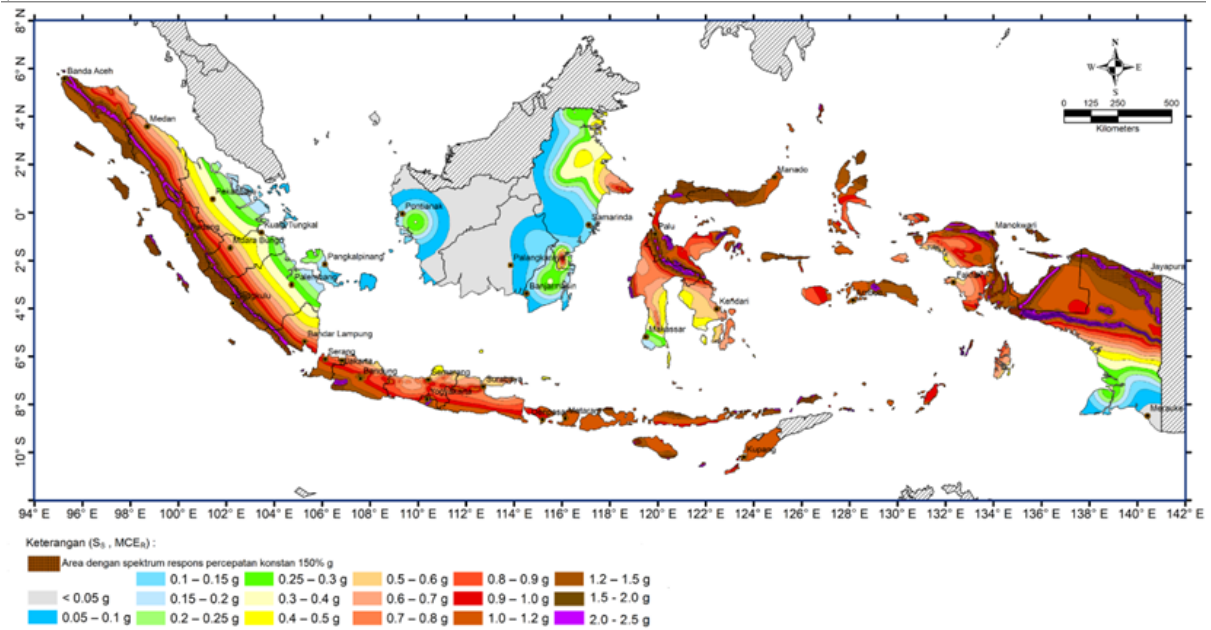 8° N
6° N
4° N
2° N
0°
2° S
4° S
6° S
8° S
10° S
Banda Aceh
Medan
Kuala Tungkal
Muara Bungo
Pangkalpinang
Bandar Lampung
Serang
Bandung
Semarang
Surabaya
Mataram
Kupang
Pontianak
Palangkaraya
Banjarmasin
Samarinda
Palu
Manado
Makassar
Kendari
Manokwari
Jayapura
Merauke
N
W E
S
0 125 250 500
Kilometers
94° E 96° E 98° E 100° E 102° E 104° E 106° E 108° E 110° E 112° E 114° E 116° E 118° E 120° E 122° E 124° E 126° E 128° E 130° E 132° E 134° E 136° E 138° E 140° E 142° E
Keterangan (S_S , MCE_R) :
Area dengan spektrum respons percepatan konstan 150% g
0.1 – 0.15 g 0.25 – 0.3 g 0.5 – 0.6 g 0.8 – 0.9 g 1.2 – 1.5 g
< 0.05 g 0.15 – 0.2 g 0.3 – 0.4 g 0.6 – 0.7 g 0.9 – 1.0 g 1.5 - 2.0 g
0.05 – 0.1 g 0.2 – 0.25 g 0.4 – 0.5 g 0.7 – 0.8 g 1.0 – 1.2 g 2.0 - 2.5 g